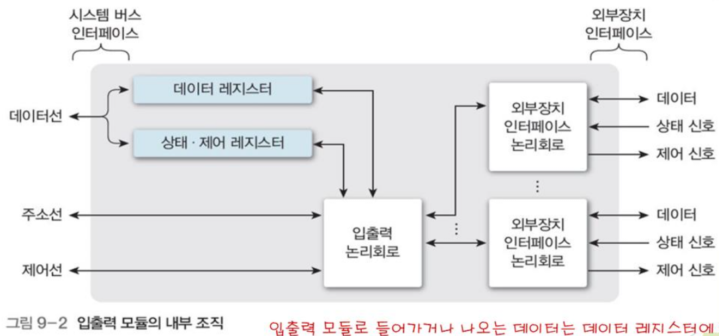 시스템 버스
인터페이스
외부장치
인터페이스
데이터선
데이터 레지스터
상태·제어 레지스터
외부장치
인터페이스
논리회로
데이터
상태 신호
제어 신호
주소선
제어선
입출력
논리회로
외부장치
인터페이스
논리회로
데이터
상태 신호
제어 신호
그림 9-2 입출력 모듈의 내부 조직
입출력 모듈로 들어가거나 나오는 데이터는 데이터 레지스터에